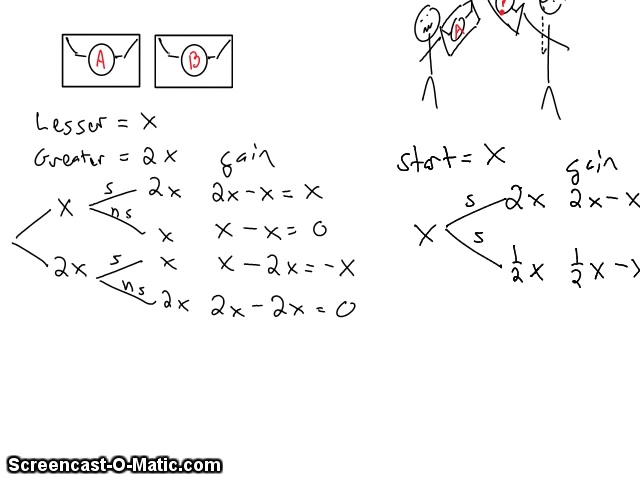 A B A ?
Lesser = x
Greater = 2x gain
x s 2x 2x - x = x
ns x x - x = 0
2x s x x - 2x = -x
ns 2x 2x - 2x = 0
start = x gain
x s 2x 2x - x
s 1/2 x 1/2 x -
Screencast-O-Matic.com